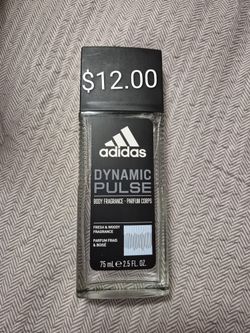 $12.00
adidas
DYNAMIC
PULSE
BODY FRAGRANCE - PARFUM CORPS
FRESH & WOODY
FRAGRANCE
PARFUM FRAIS
& BOISÉ
75 mL ℮ 2.5 FL. OZ.